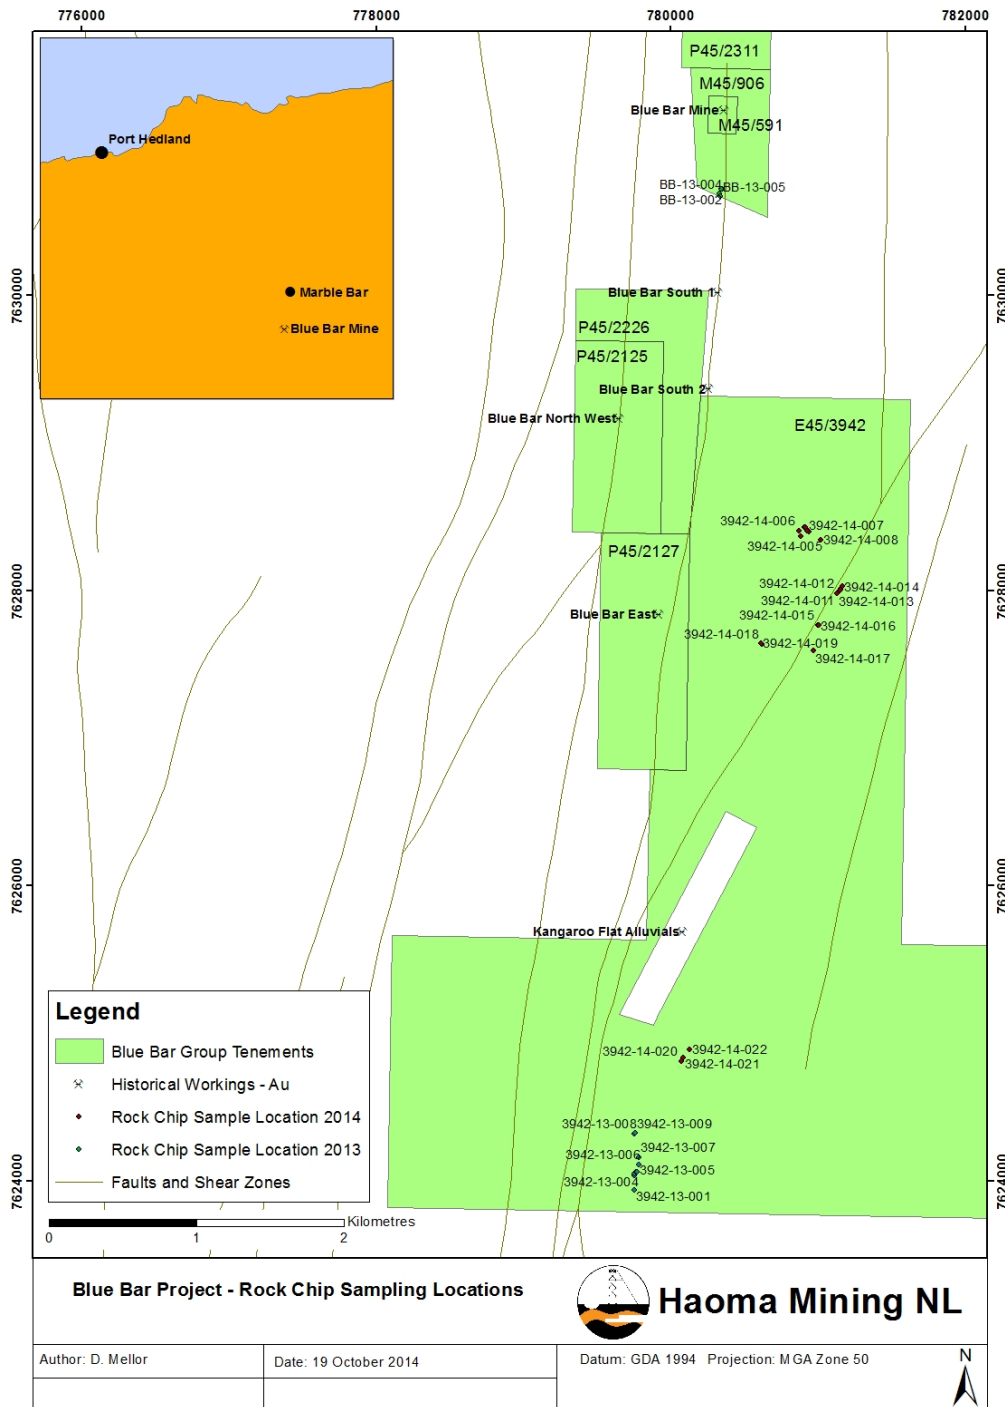 776000
778000
780000
782000
P45/2311
M45/906
Blue Bar Mine
M45/591
Port Hedland
BB-13-004
BB-13-005
BB-13-002
Marble Bar
Blue Bar Mine
7630000
7630000
Blue Bar South 1
P45/2226
P45/2125
Blue Bar South 2
Blue Bar North West
E45/3942
3942-14-006
3942-14-007
3942-14-005
3942-14-008
P45/2127
7628000
7628000
3942-14-012
3942-14-014
3942-14-011
3942-14-013
Blue Bar East
3942-14-015
3942-14-016
3942-14-018
3942-14-019
3942-14-017
7626000
7626000
Kangaroo Flat Alluvials
3942-14-020
3942-14-022
3942-14-021
3942-13-008
3942-13-009
3942-13-007
3942-13-006
3942-13-005
3942-13-004
3942-13-001
7624000
7624000
Legend
Blue Bar Group Tenements
Historical Workings - Au
Rock Chip Sample Location 2014
Rock Chip Sample Location 2013
Faults and Shear Zones
Kilometres
0 1 2
Blue Bar Project - Rock Chip Sampling Locations
Haoma Mining NL
Author: D. Mellor
Date: 19 October 2014
Datum: GDA 1994 Projection: MGA Zone 50
N